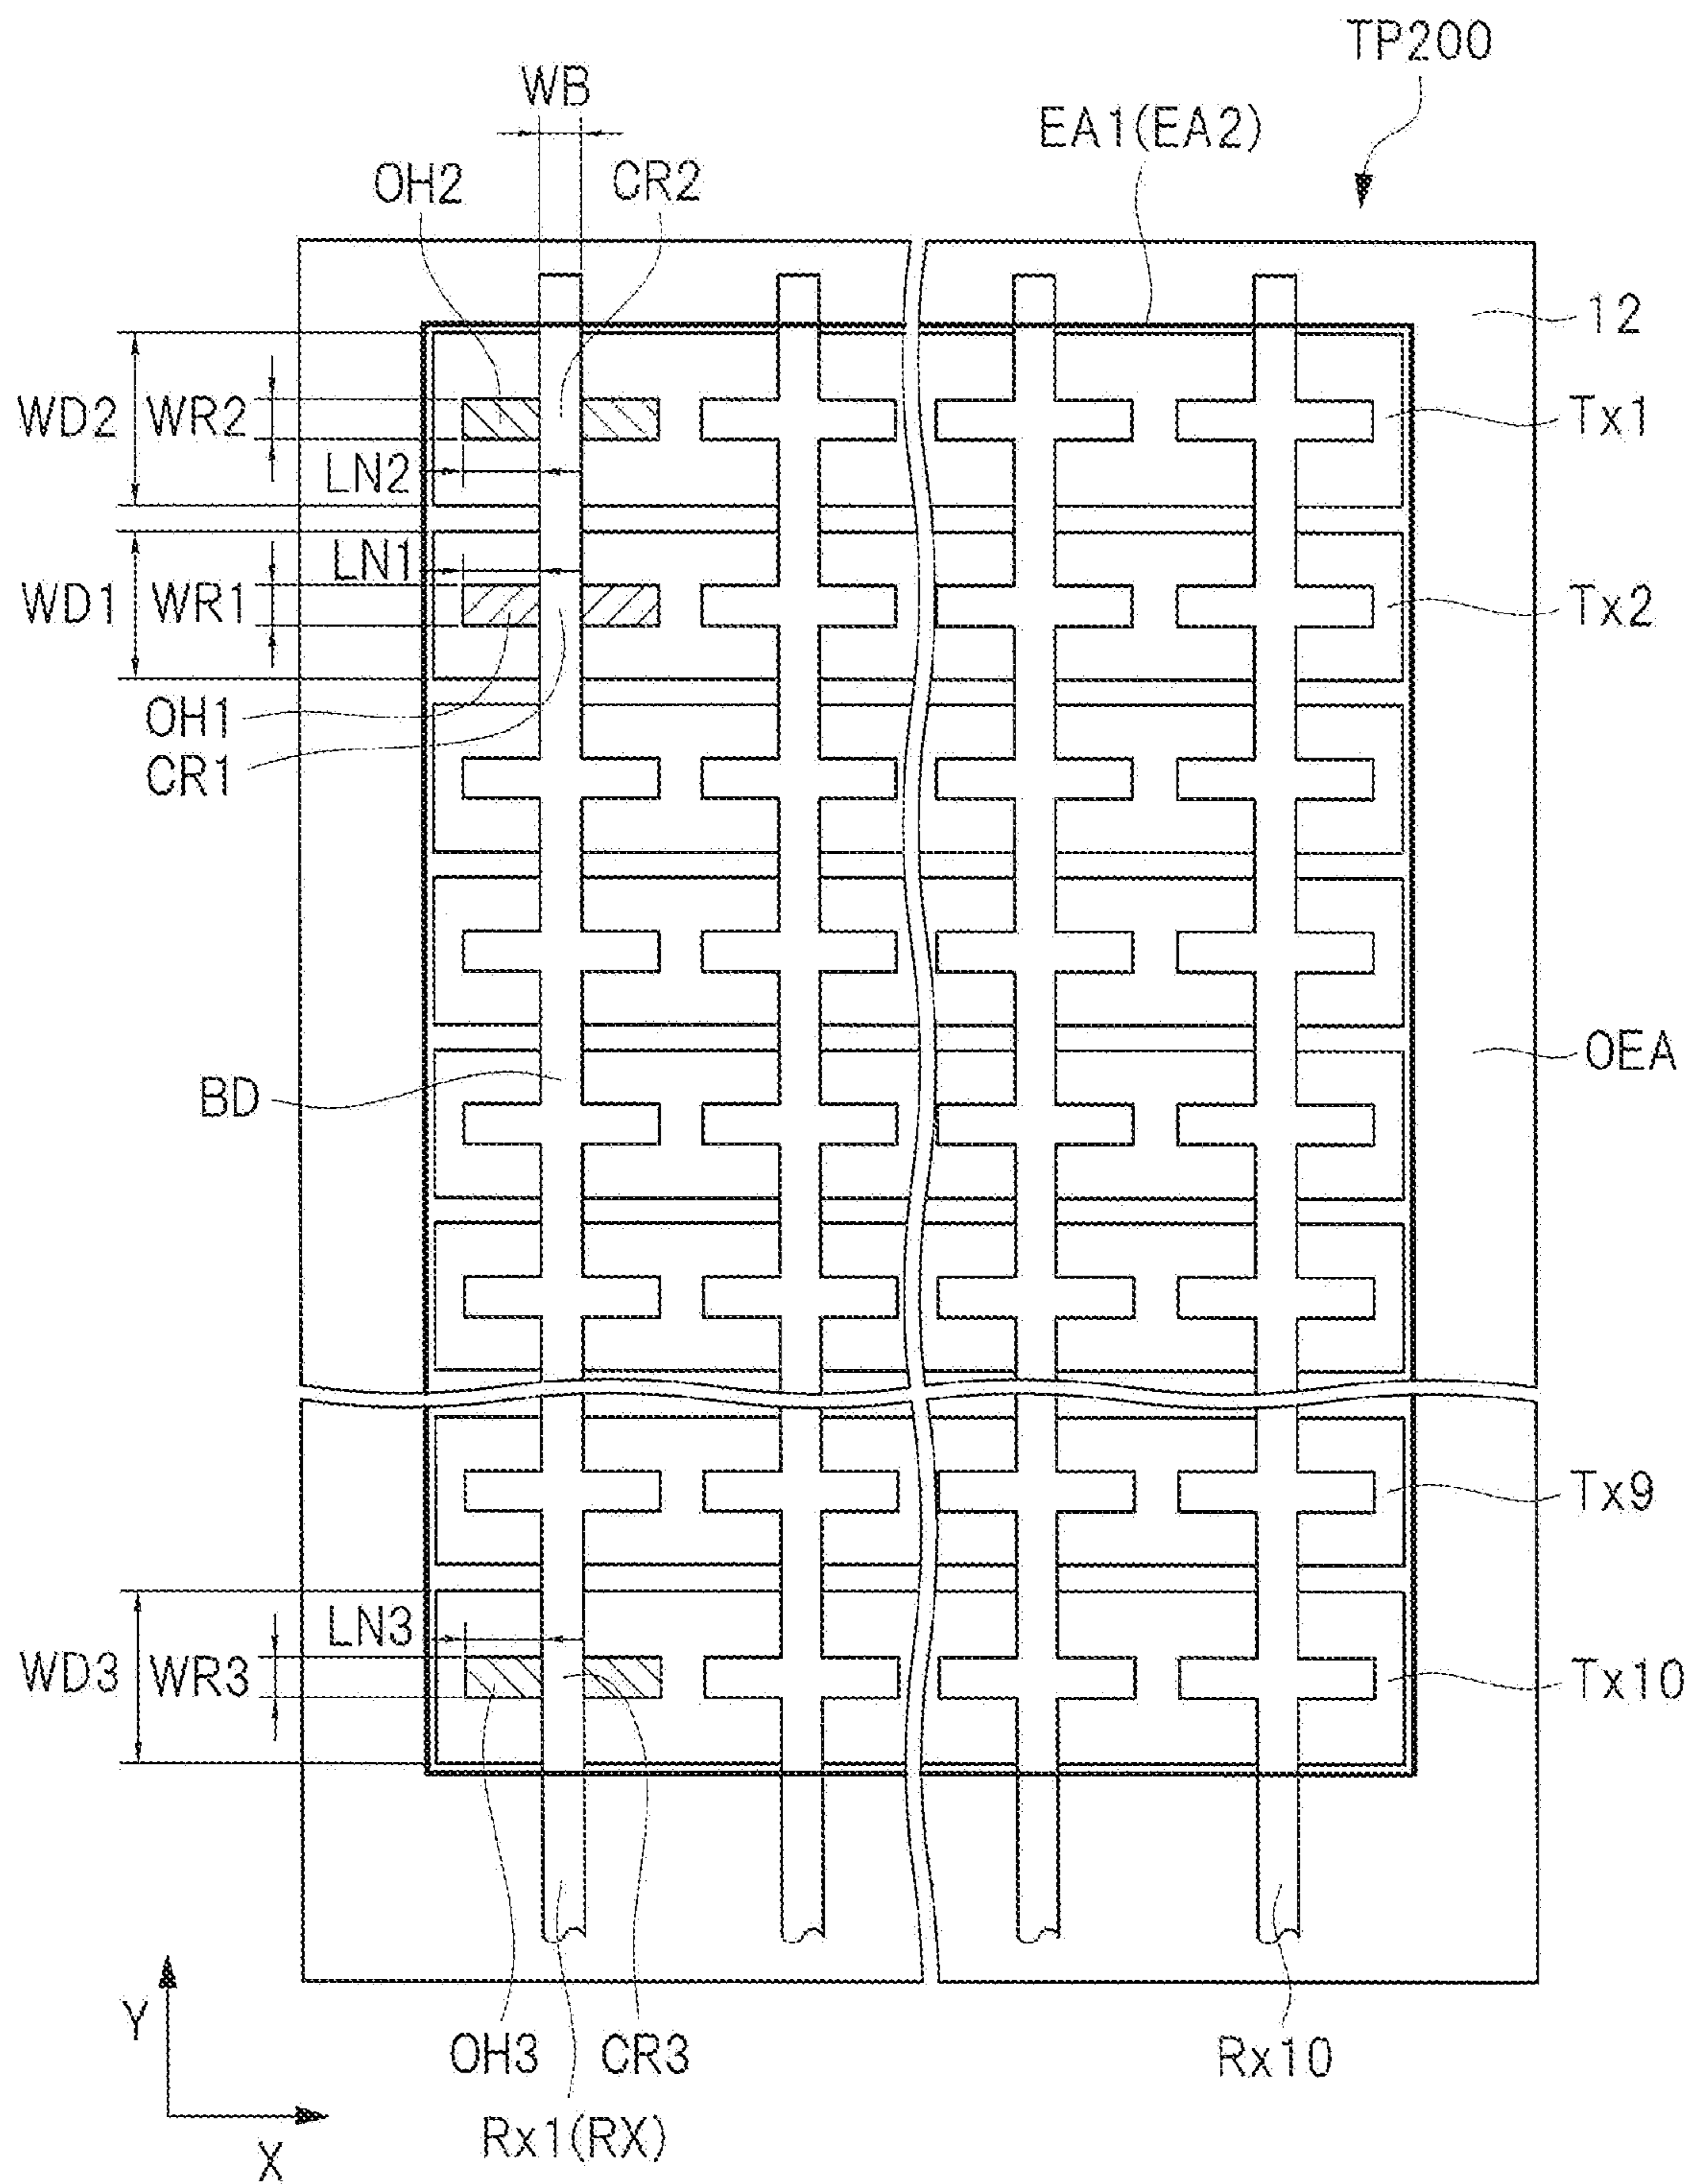 TP200
WB
EA1(EA2)
OH2
CR2
12
WD2
WR2
Tx1
LN2
LN1
WD1
WR1
Tx2
OH1
CR1
OEA
BD
Tx9
LN3
WD3
WR3
Tx10
Y
OH3
CR3
Rx10
Rx1(RX)
X